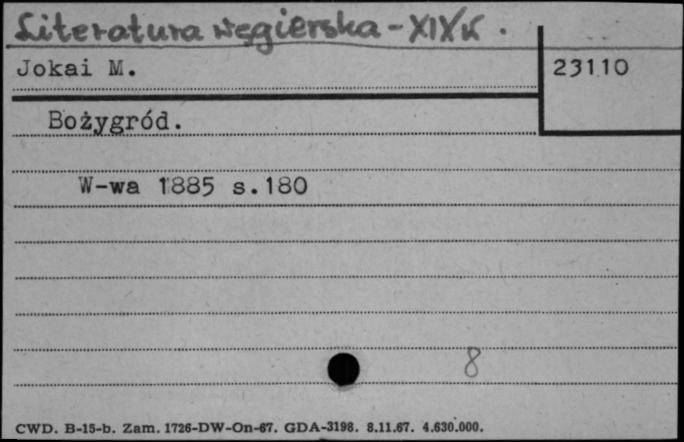 Literatura węgierska - XIX w.
Jokai M.
23110
Bożygród.
W-wa 1885 s.180
8
CWD. B-15-b. Zam. 1726-DW-On-67. GDA-3198. 8.11.67. 4.630.000.